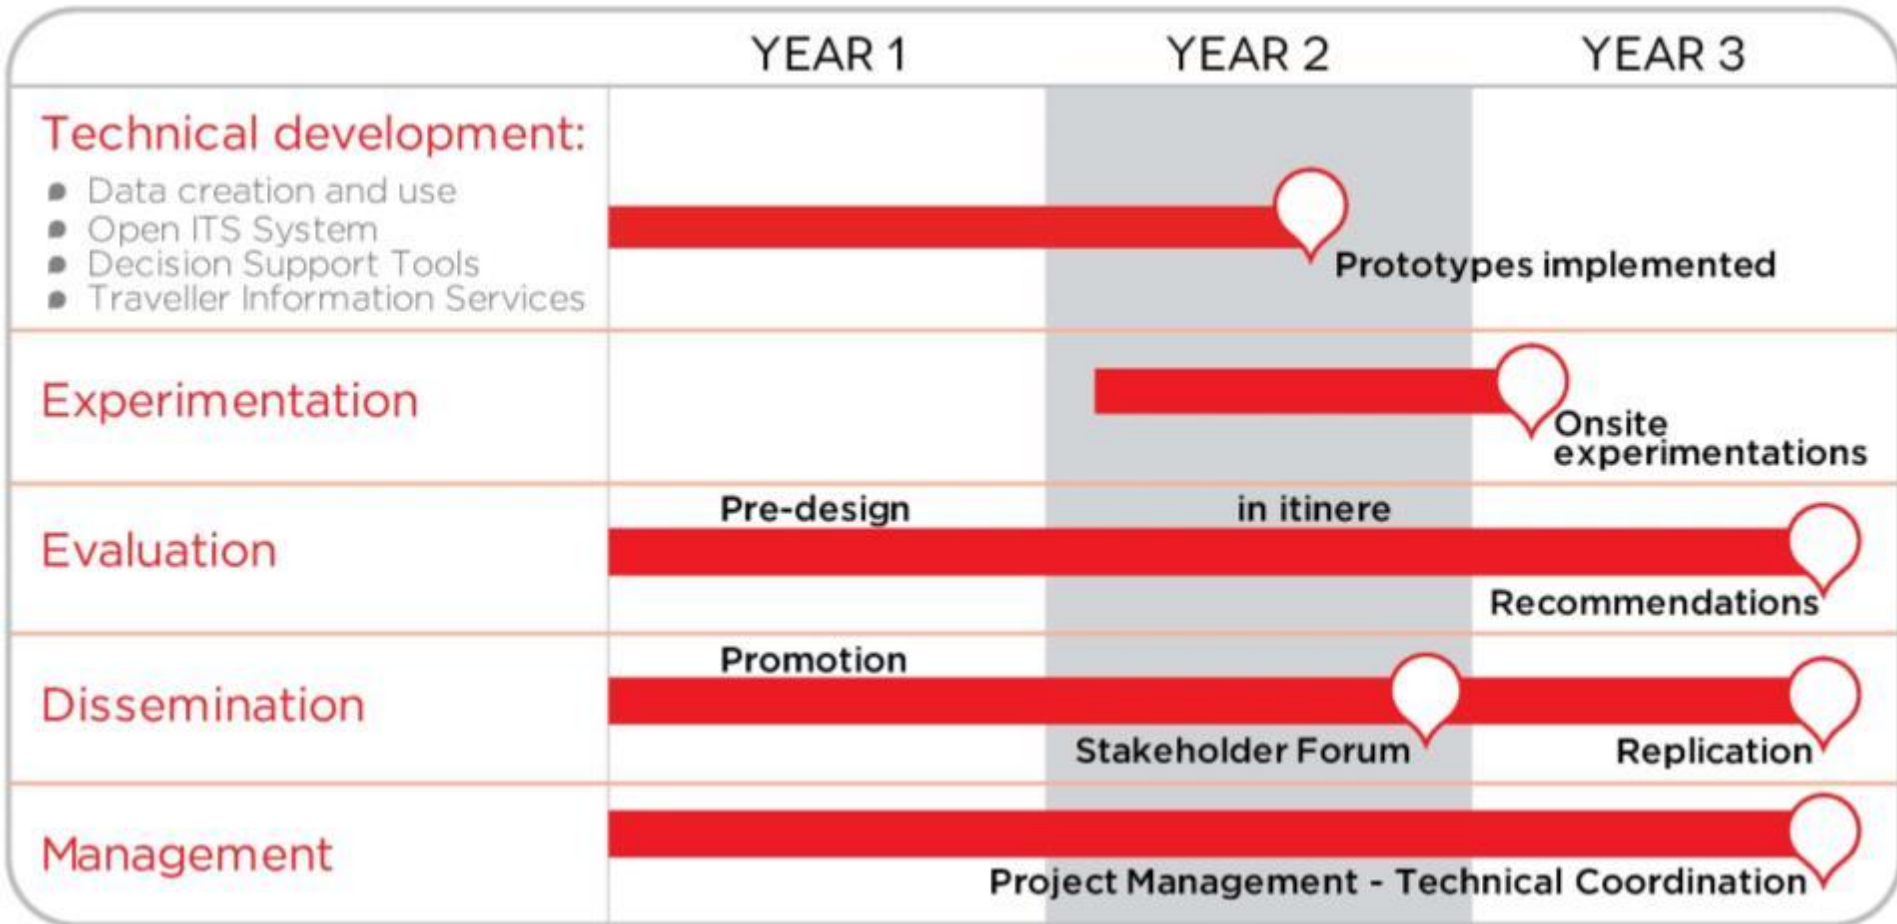 YEAR 1 YEAR 2 YEAR 3
Technical development:
Data creation and use
Open ITS System
Decision Support Tools
Traveller Information Services
Prototypes implemented
Experimentation
Onsite
experimentations
Pre-design in itinere
Evaluation
Recommendations
Promotion
Dissemination
Stakeholder Forum Replication
Management
Project Management - Technical Coordination